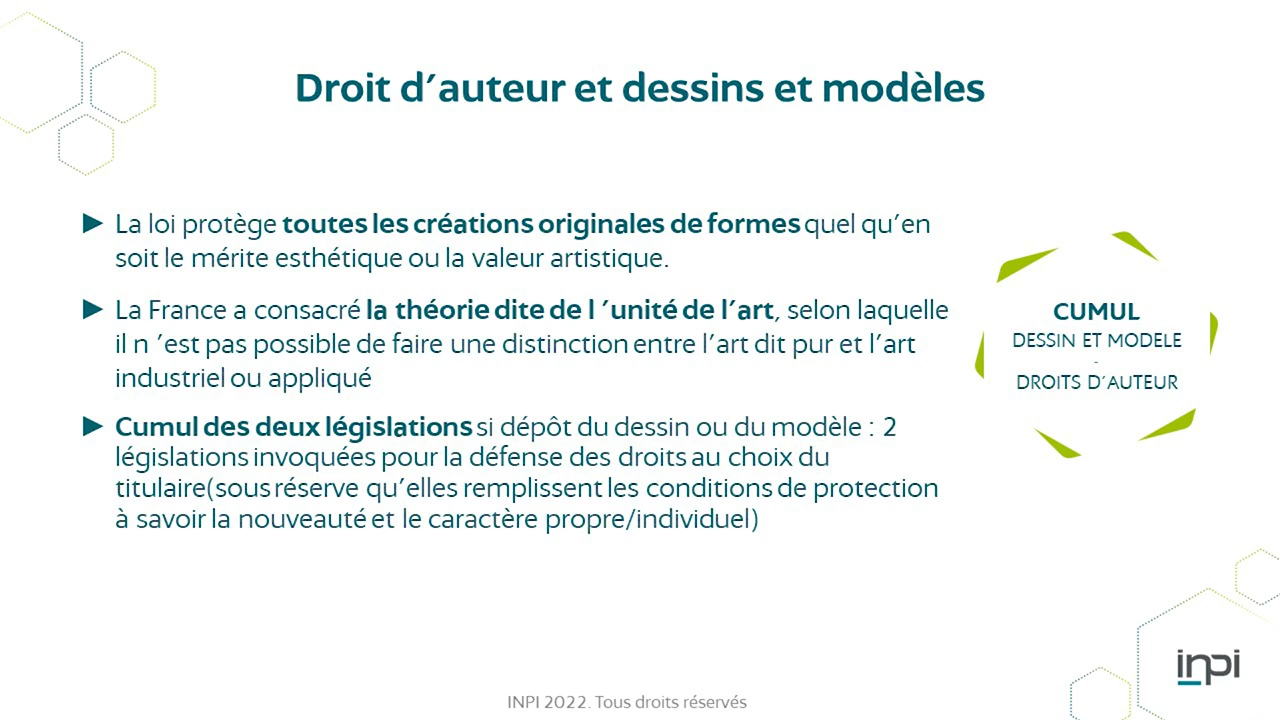 Droit d'auteur et dessins et modèles
► La loi protège toutes les créations originales de formes quel qu'en
soit le mérite esthétique ou la valeur artistique.
► La France a consacré la théorie dite de l 'unité de l'art, selon laquelle
il n 'est pas possible de faire une distinction entre l'art dit pur et l'art
industriel ou appliqué
► Cumul des deux législations si dépôt du dessin ou du modèle : 2
législations invoquées pour la défense des droits au choix du
titulaire(sous réserve qu'elles remplissent les conditions de protection
à savoir la nouveauté et le caractère propre/individuel)
CUMUL
DESSIN ET MODELE
-
DROITS D'AUTEUR
inpi
INPI 2022. Tous droits réservés